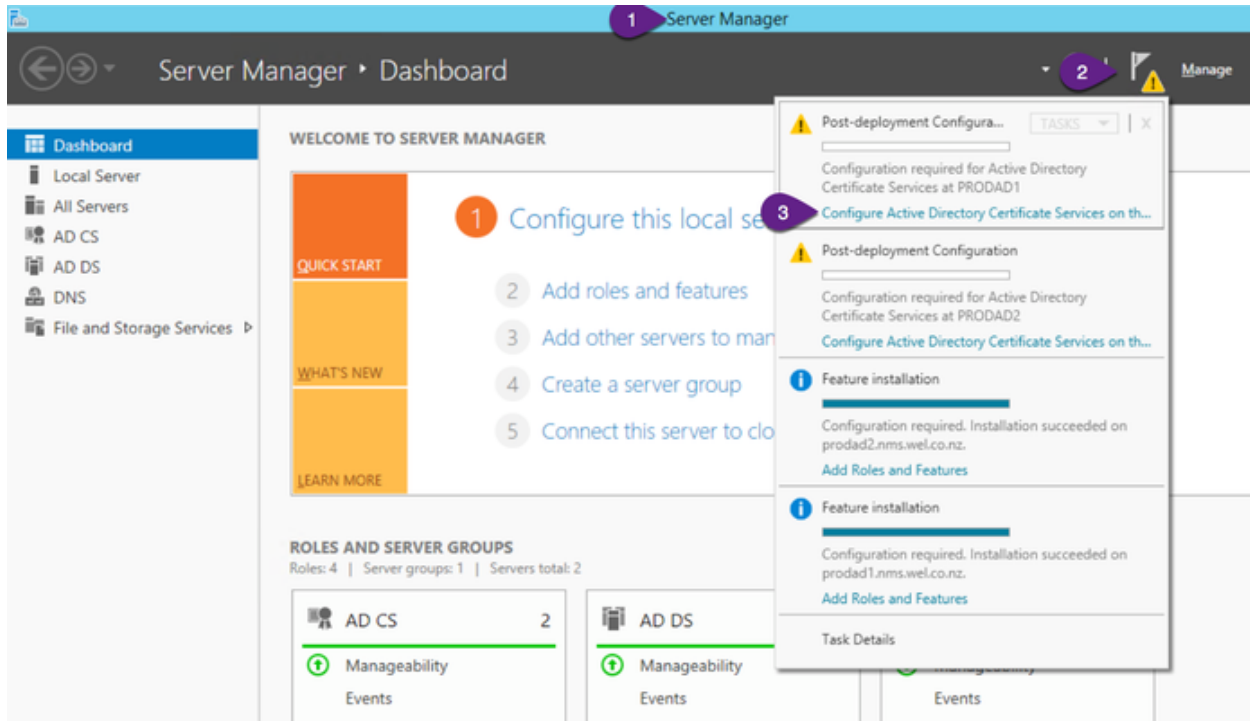 1 Server Manager
Server Manager • Dashboard
2
Manage
Dashboard
Local Server
All Servers
AD CS
AD DS
DNS
File and Storage Services
WELCOME TO SERVER MANAGER
QUICK START
WHAT'S NEW
LEARN MORE
1 Configure this local se
2 Add roles and features
3 Add other servers to man
4 Create a server group
5 Connect this server to clo
Post-deployment Configura... TASKS X
Configuration required for Active Directory
Certificate Services at PRODAD1
3 Configure Active Directory Certificate Services on th...
Post-deployment Configuration
Configuration required for Active Directory
Certificate Services at PRODAD2
Configure Active Directory Certificate Services on th...
Feature installation
Configuration required. Installation succeeded on
prodad2.nms.wel.co.nz.
Add Roles and Features
Feature installation
Configuration required. Installation succeeded on
prodad1.nms.wel.co.nz.
Add Roles and Features
Task Details
ROLES AND SERVER GROUPS
Roles: 4 | Server groups: 1 | Servers total: 2
AD CS 2
Manageability
Events
AD DS
Manageability
Events
Events